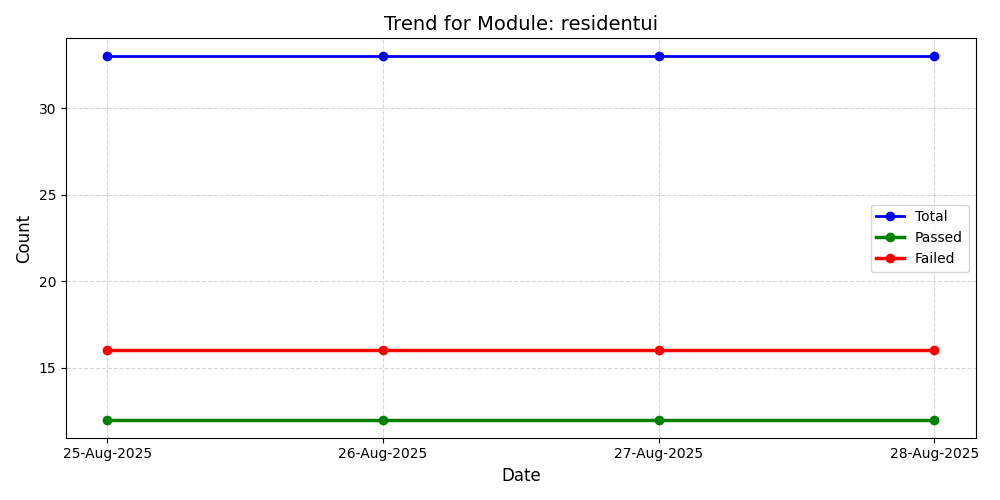 Trend for Module: residentui
Count
30
25
20
15
Total
Passed
Failed
25-Aug-2025
26-Aug-2025
27-Aug-2025
28-Aug-2025
Date